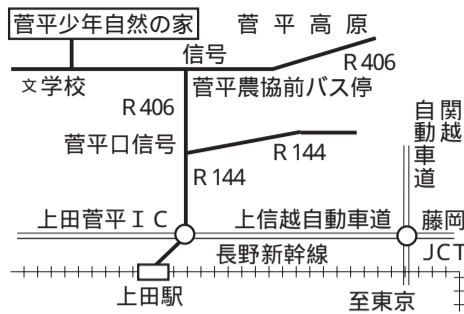 菅平少年自然の家
菅平高原
信号
R406
文学校
菅平農協前バス停
R406
関越
自動車道
菅平口信号
R144
R144
上田菅平IC
上信越自動車道
藤岡
JCT
長野新幹線
上田駅
至東京